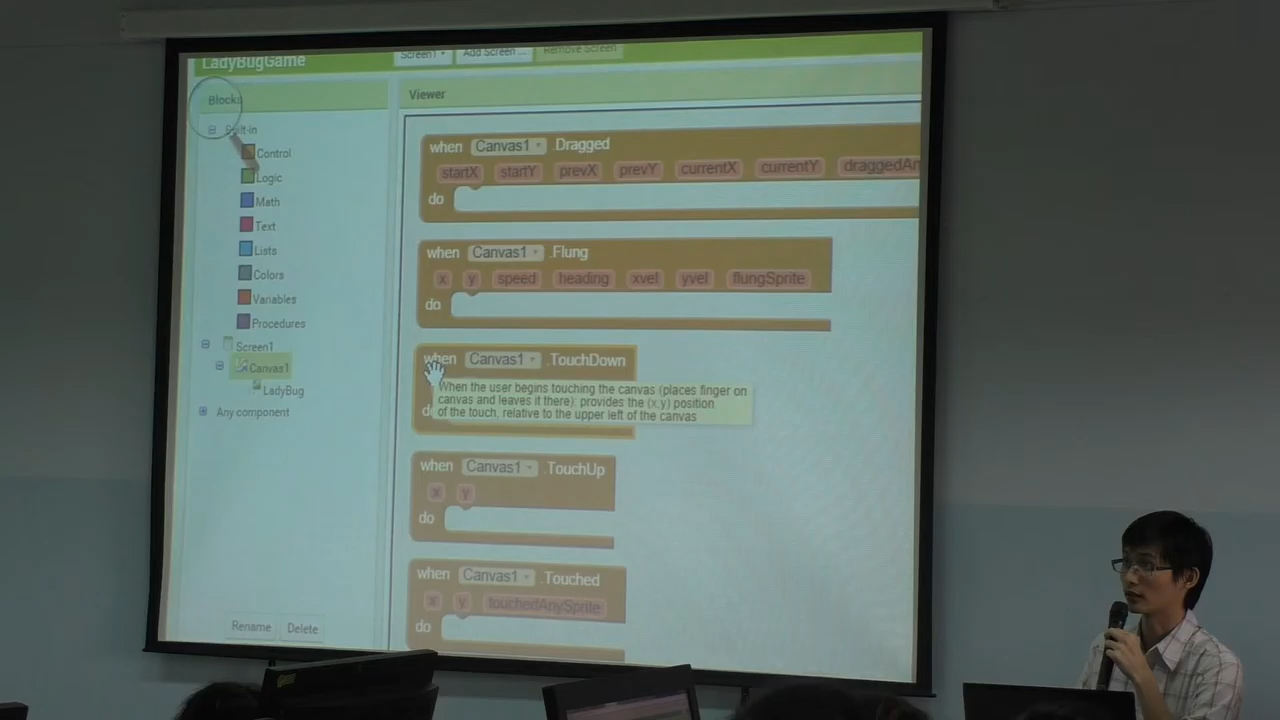 LadyBugGame
Screen1
Add Screen ...
Remove Screen
Blocks
Built-in
Control
Logic
Math
Text
Lists
Colors
Variables
Procedures
Screen1
Canvas1
LadyBug
Any component
Rename
Delete
Viewer
when Canvas1 .Dragged
startX startY prevX prevY currentX currentY draggedAn
do
when Canvas1 .Flung
x y speed heading xvel yvel flungSprite
do
when Canvas1 .TouchDown
When the user begins touching the canvas (places finger on
canvas and leaves it there): provides the (x,y) position
of the touch, relative to the upper left of the canvas
when Canvas1 .TouchUp
x y
do
when Canvas1 .Touched
x y touchedAnySprite
do